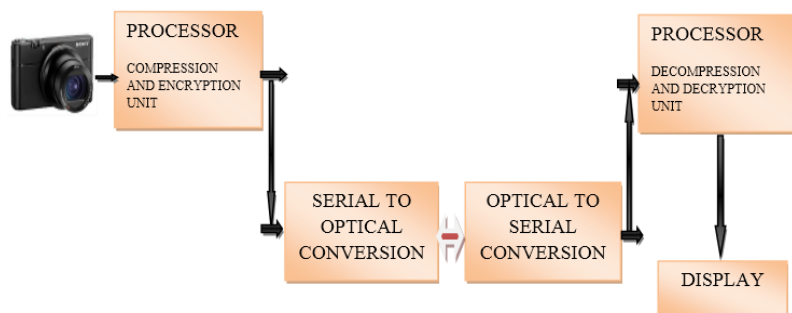 SONY
PROCESSOR
COMPRESSION
AND ENCRYPTION
UNIT
SERIAL TO
OPTICAL
CONVERSION
OPTICAL TO
SERIAL
CONVERSION
PROCESSOR
DECOMPRESSION
AND DECRYPTION
UNIT
DISPLAY